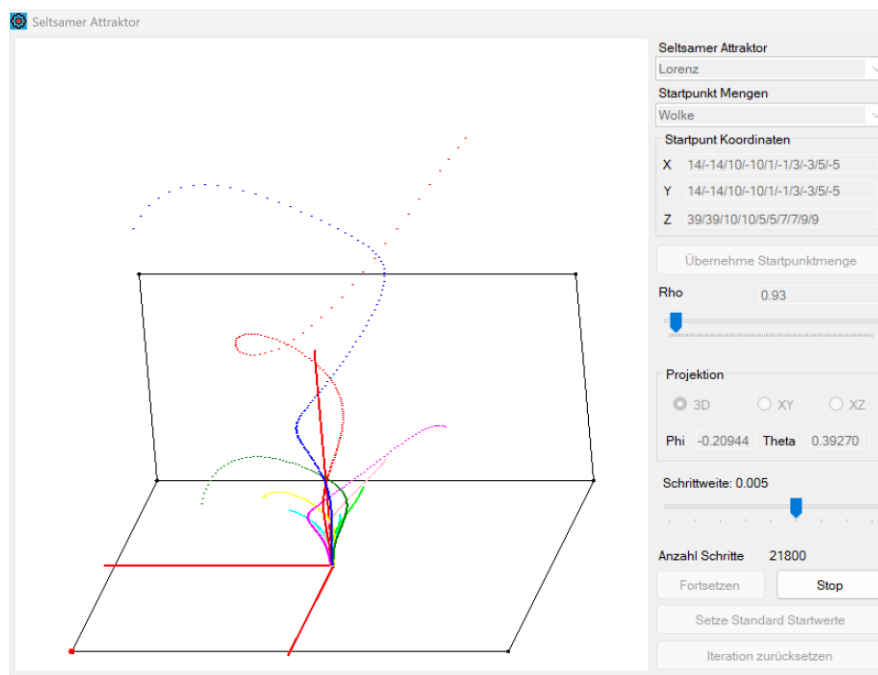 Seltsamer Attraktor
Seltsamer Attraktor
Lorenz
Startpunkt Mengen
Wolke
Startpunt Koordinaten
X 14/-14/10/-10/1/-1/3/-3/5/-5
Y 14/-14/10/-10/1/-1/3/-3/5/-5
Z 39/39/10/10/5/5/7/7/9/9
Übernehme Startpunktmenge
Rho 0.93
Projektion
3D XY XZ
Phi -0.20944 Theta 0.39270
Schrittweite: 0.005
Anzahl Schritte 21800
Fortsetzen Stop
Setze Standard Startwerte
Iteration zurücksetzen